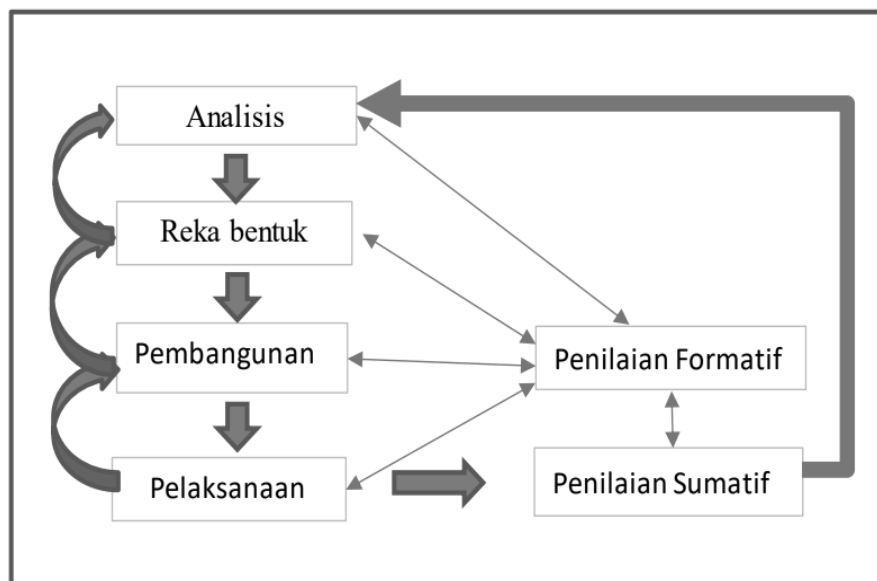 Analisis
Reka bentuk
Pembangunan
Penilaian Formatif
Pelaksanaan
Penilaian Sumatif